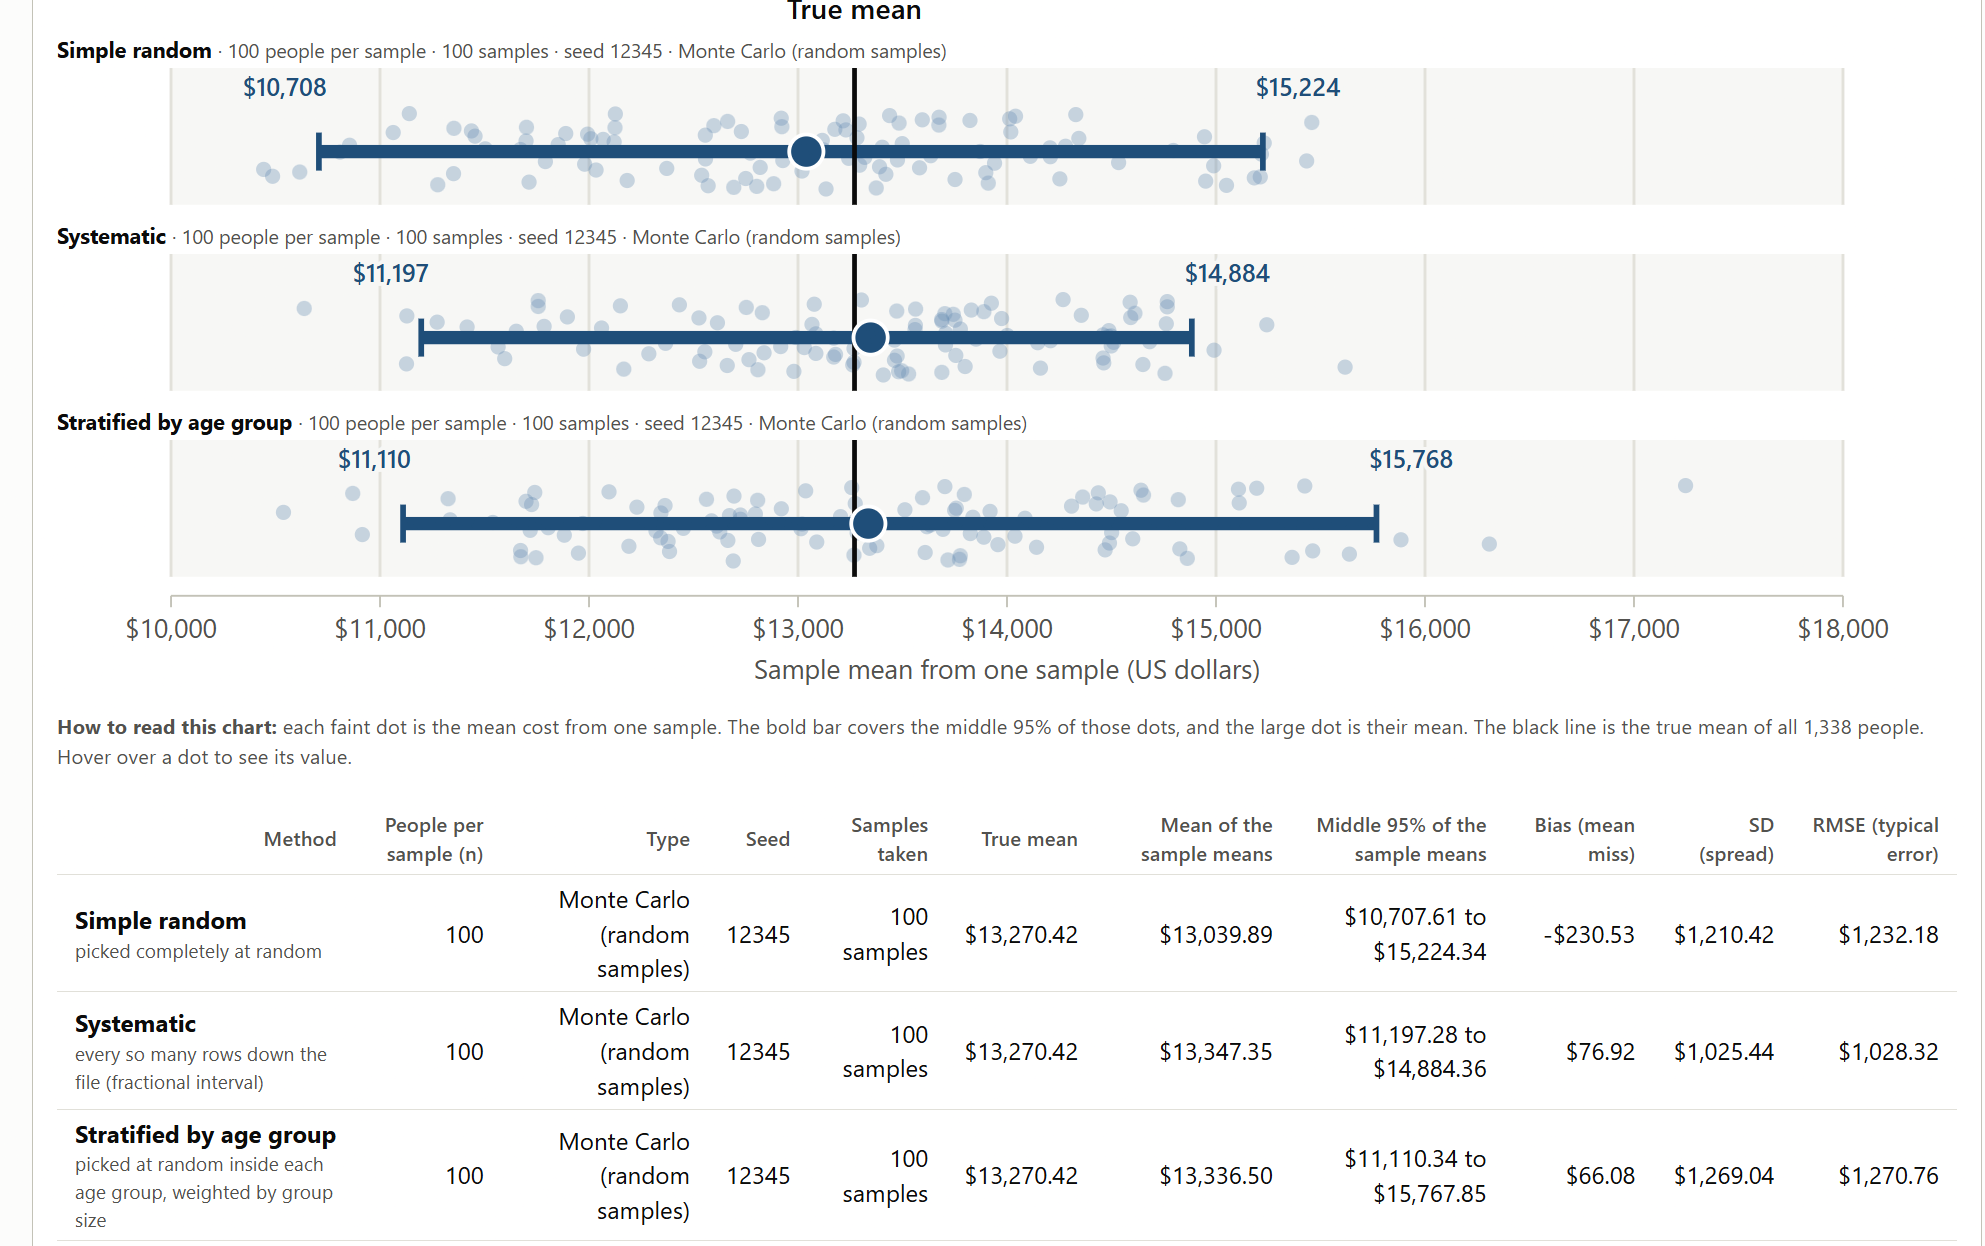 True mean
Simple random · 100 people per sample · 100 samples · seed 12345 · Monte Carlo (random samples)
$10,708
$15,224
Systematic · 100 people per sample · 100 samples · seed 12345 · Monte Carlo (random samples)
$11,197
$14,884
Stratified by age group · 100 people per sample · 100 samples · seed 12345 · Monte Carlo (random samples)
$11,110
$15,768
$10,000 $11,000 $12,000 $13,000 $14,000 $15,000 $16,000 $17,000 $18,000
Sample mean from one sample (US dollars)
How to read this chart: each faint dot is the mean cost from one sample. The bold bar covers the middle 95% of those dots, and the large dot is their mean. The black line is the true mean of all 1,338 people.
Hover over a dot to see its value.
Method
People per
sample (n)
Type
Seed
Samples
taken
True mean
Mean of the
sample means
Middle 95% of the
sample means
Bias (mean
miss)
SD
(spread)
RMSE (typical
error)
Simple random
picked completely at random
100
Monte Carlo
(random
samples)
12345
100
samples
$13,270.42
$13,039.89
$10,707.61 to
$15,224.34
-$230.53
$1,210.42
$1,232.18
Systematic
every so many rows down the
file (fractional interval)
100
Monte Carlo
(random
samples)
12345
100
samples
$13,270.42
$13,347.35
$11,197.28 to
$14,884.36
$76.92
$1,025.44
$1,028.32
Stratified by age group
picked at random inside each
age group, weighted by group
size
100
Monte Carlo
(random
samples)
12345
100
samples
$13,270.42
$13,336.50
$11,110.34 to
$15,767.85
$66.08
$1,269.04
$1,270.76